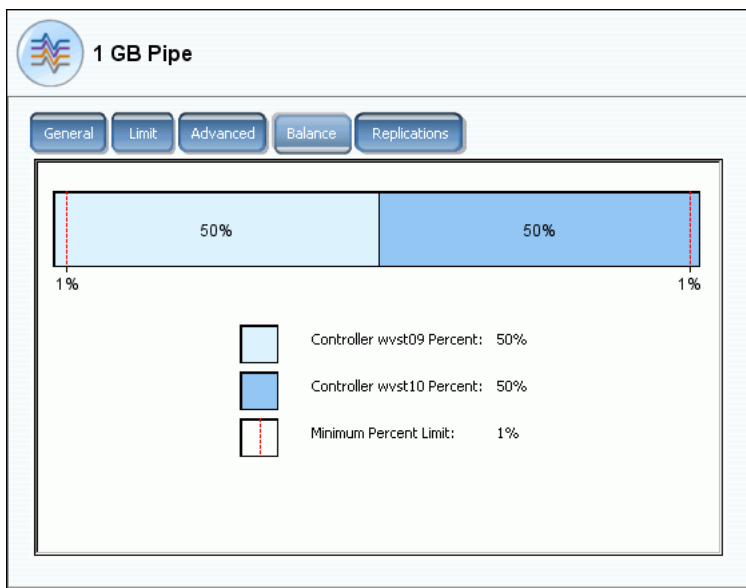 1 GB Pipe
General Limit Advanced Balance Replications
50% 50%
1% 1%
Controller wvst09 Percent: 50%
Controller wvst10 Percent: 50%
Minimum Percent Limit: 1%